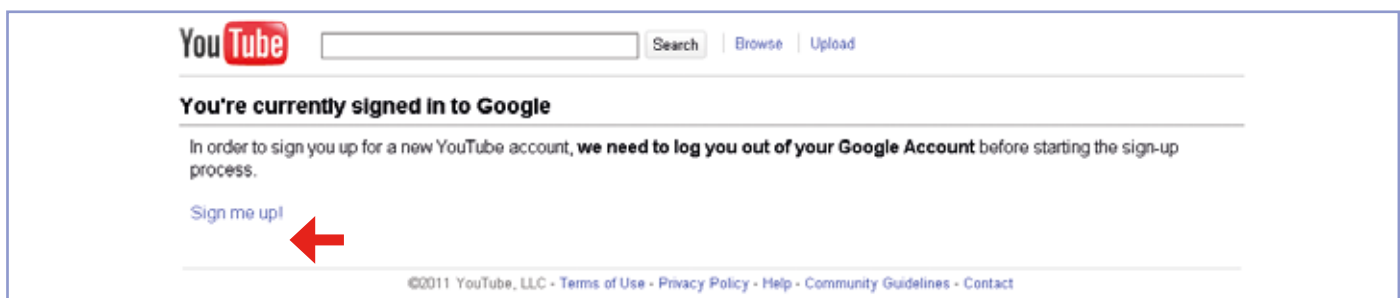 YouTube Search Browse Upload
You're currently signed in to Google
In order to sign you up for a new YouTube account, we need to log you out of your Google Account before starting the sign-up
process.
Sign me up!
©2011 YouTube, LLC - Terms of Use - Privacy Policy - Help - Community Guidelines - Contact